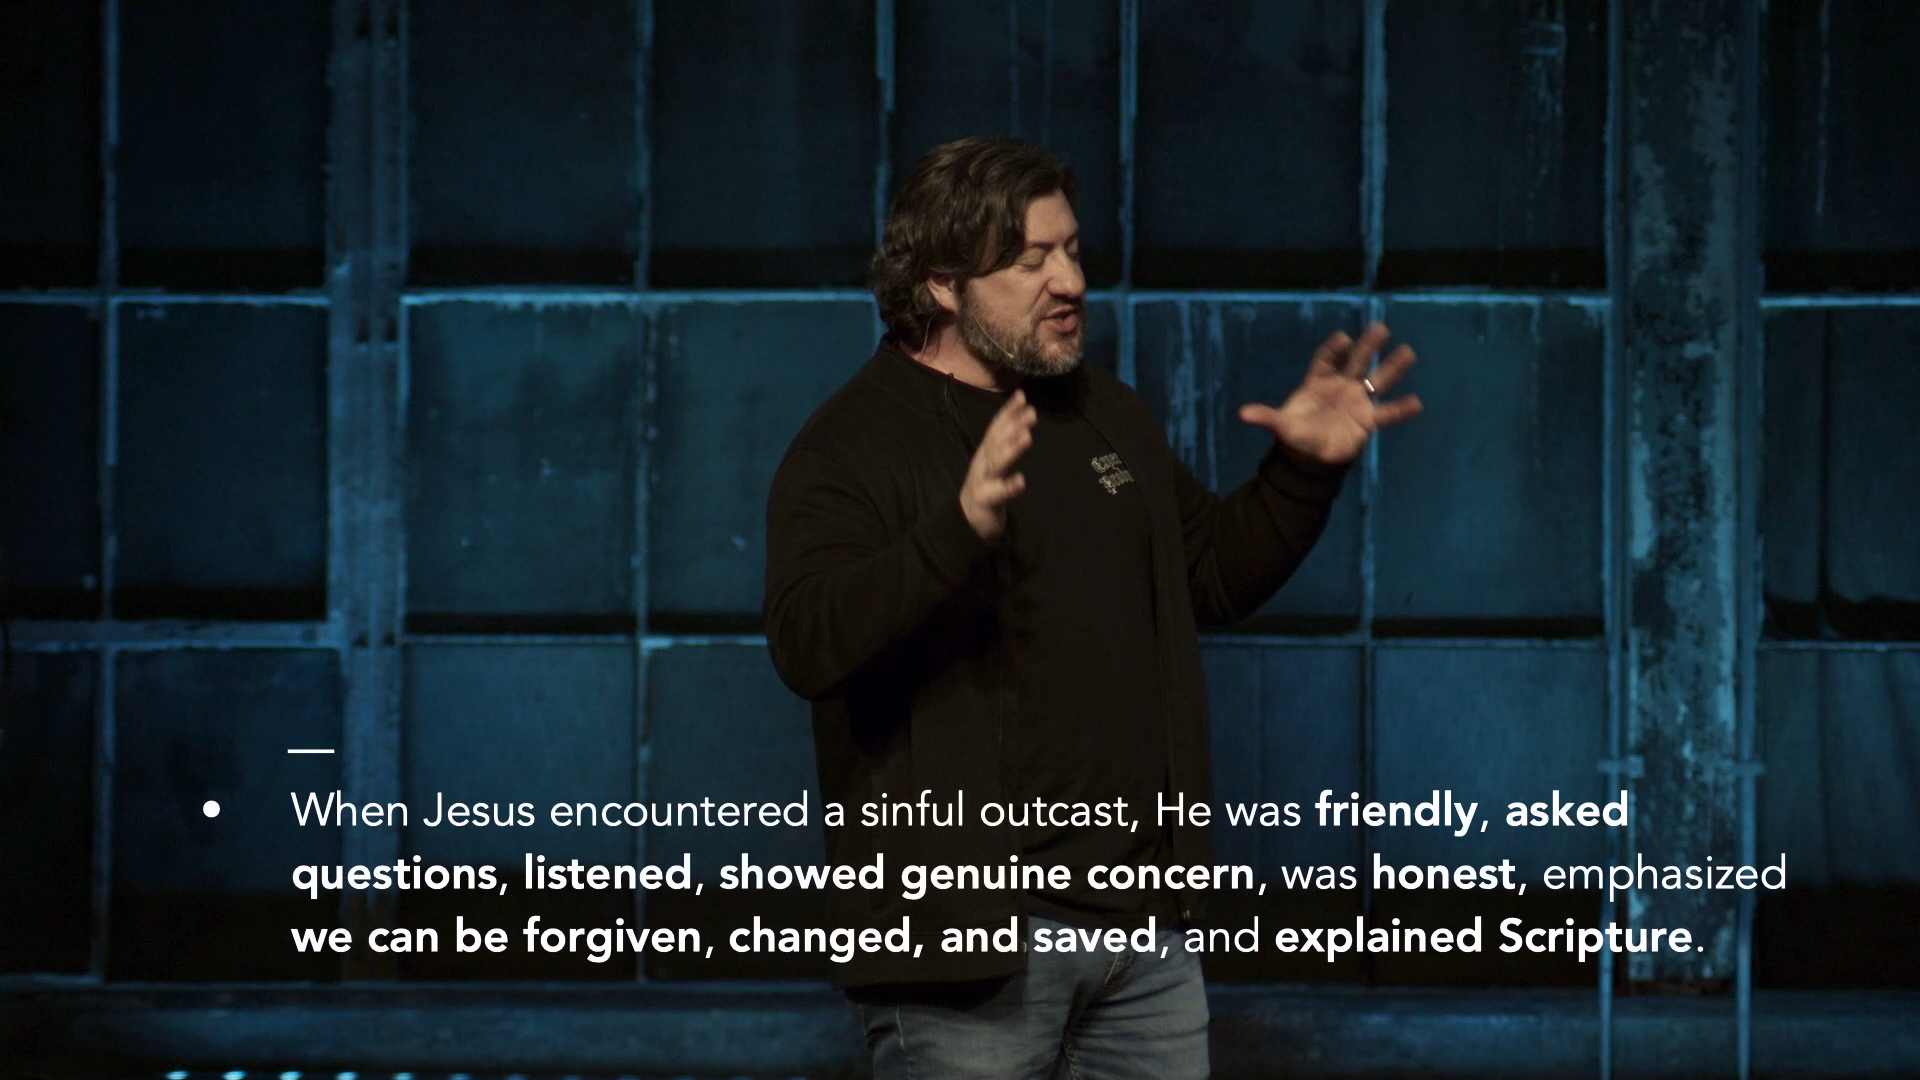 —
• When Jesus encountered a sinful outcast, He was friendly, asked
questions, listened, showed genuine concern, was honest, emphasized
we can be forgiven, changed, and saved, and explained Scripture.